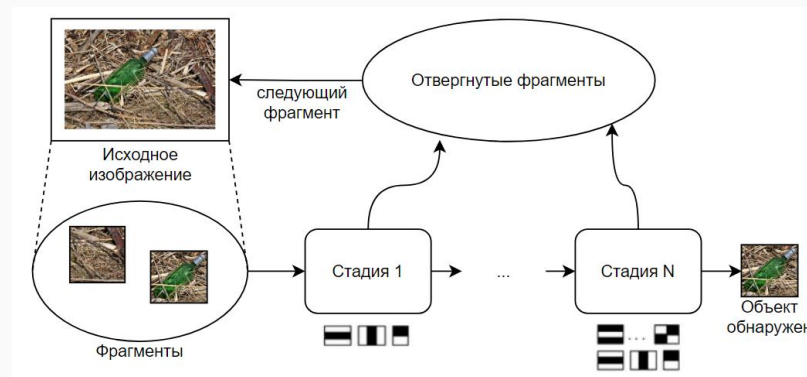 Отвергнутые фрагменты
следующий
фрагмент
Исходное
изображение
Стадия 1
...
Стадия N
...
Объект
обнаружен
Фрагменты